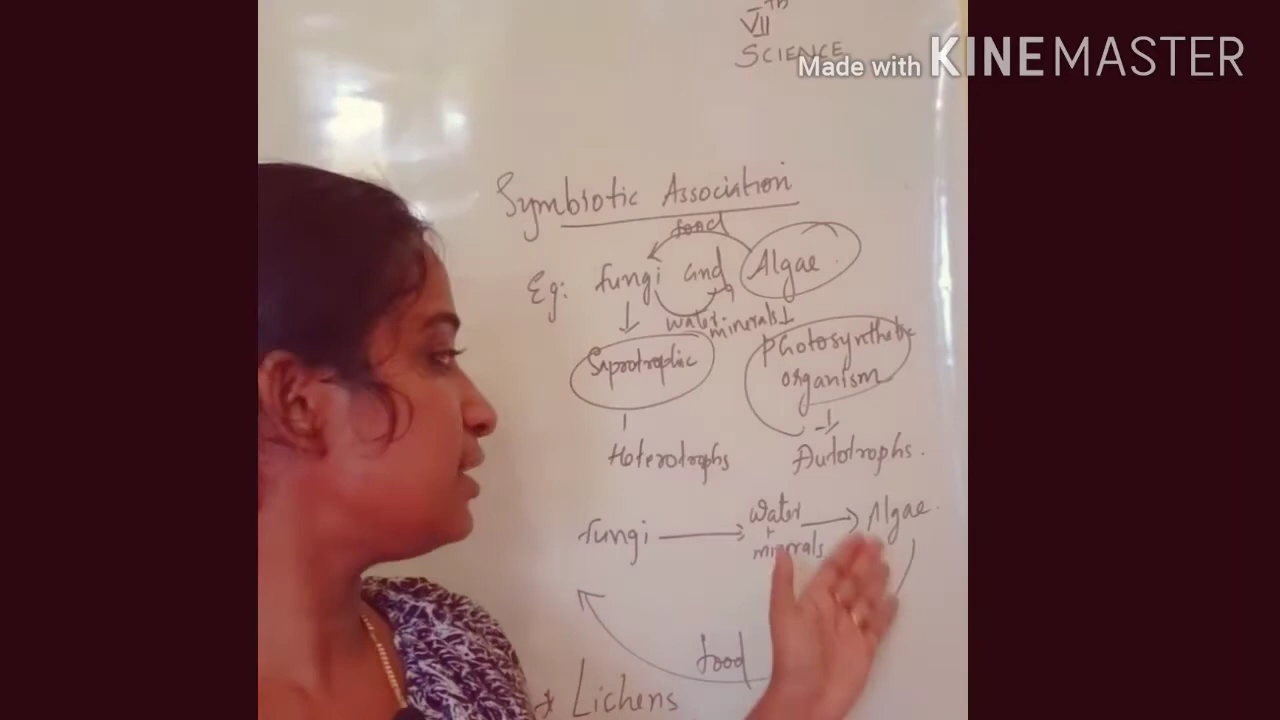 VIIth
SCIENCE
Made with KINEMASTER
Symbiotic Association
food
Eg: fungi and Algae.
water minerals
Saprotrophic
Photosynthetic
organism
Heterotrophs
Autotrophs.
fungi
water
+
minerals
Algae.
food
* Lichens